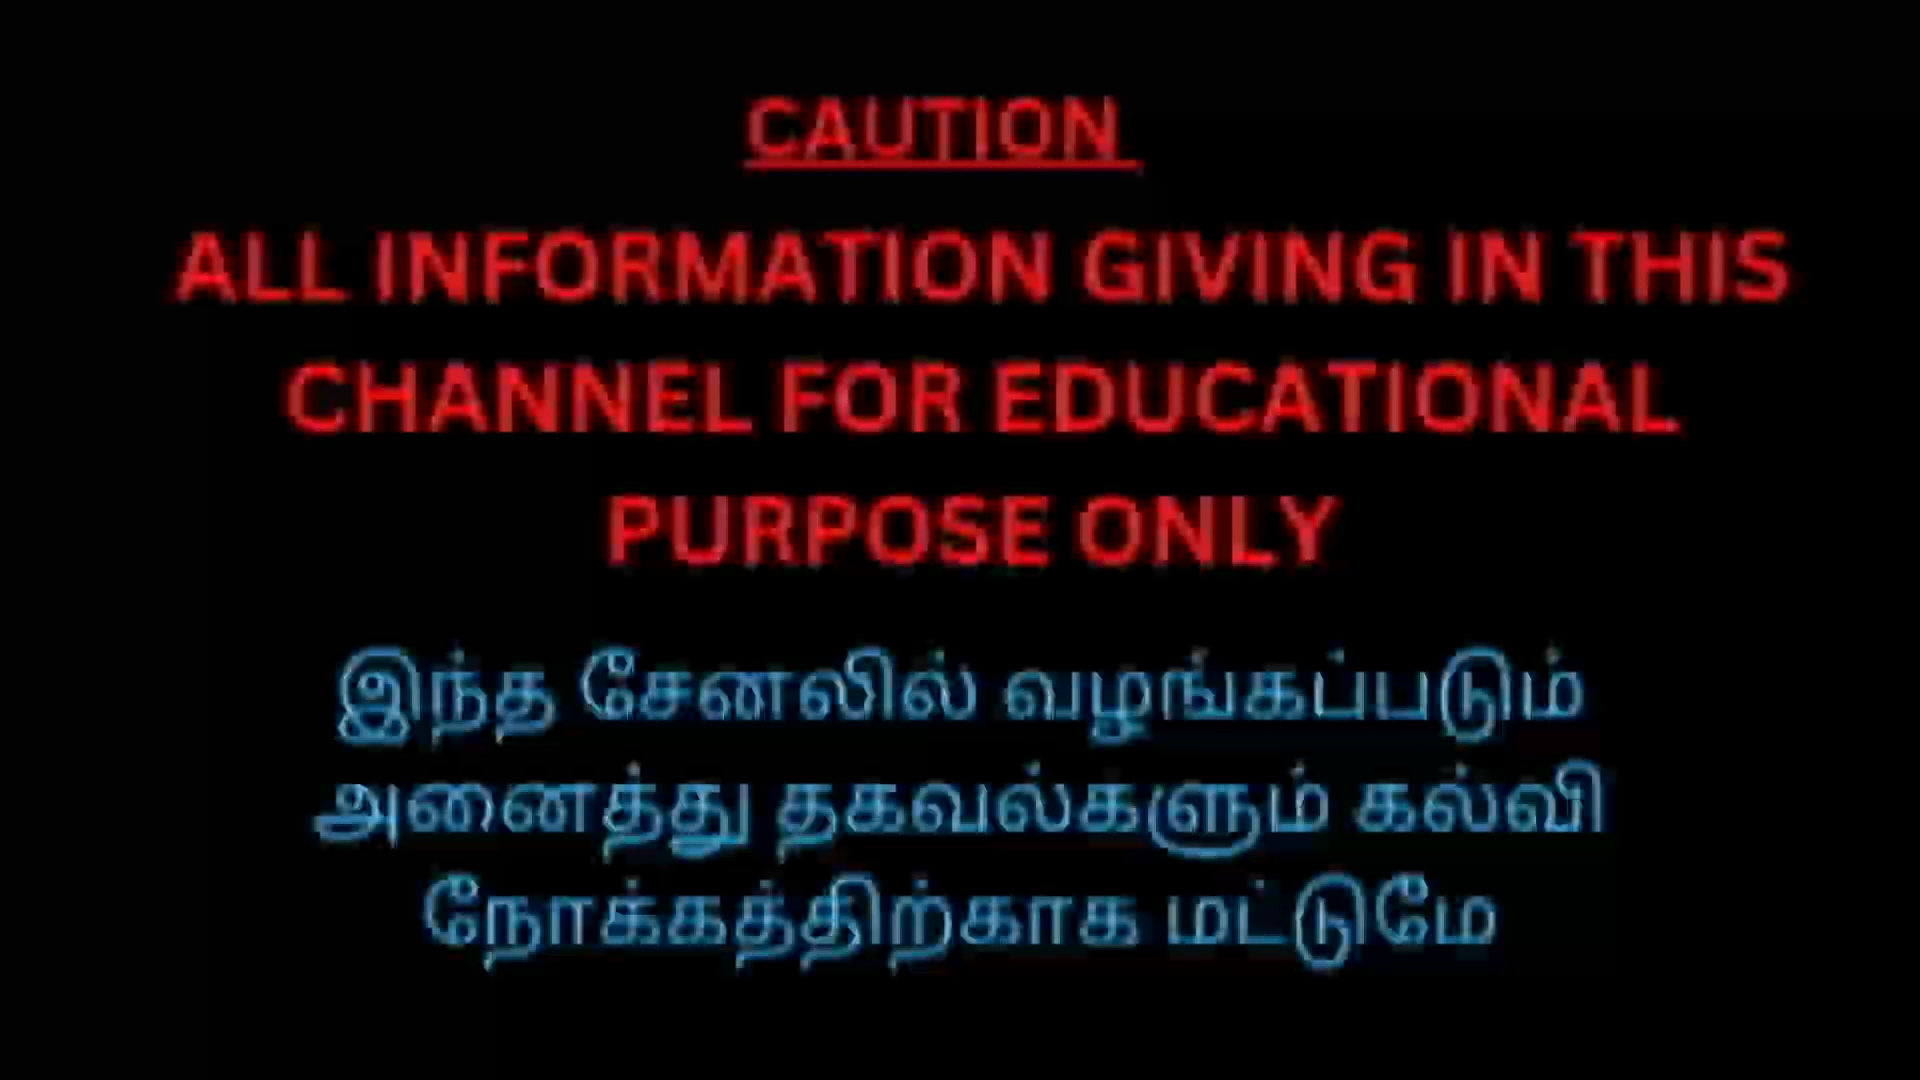 CAUTION
ALL INFORMATION GIVING IN THIS
CHANNEL FOR EDUCATIONAL
PURPOSE ONLY
இந்த சேனலில் வழங்கப்படும்
அனைத்து தகவல்களும் கல்வி
நோக்கத்திற்காக மட்டுமே